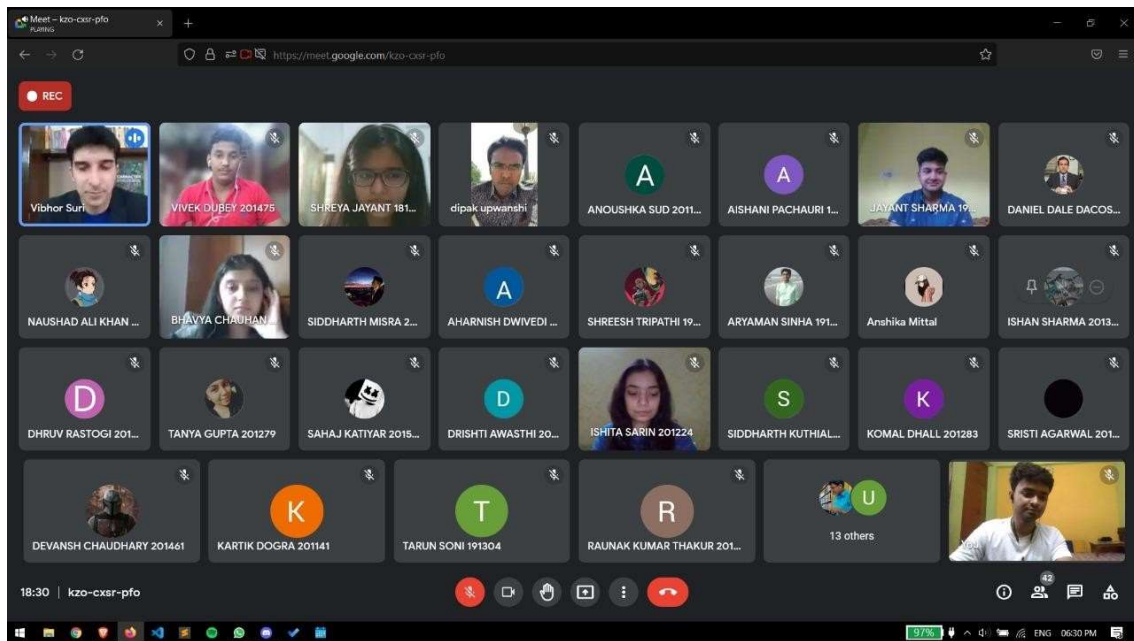 Meet – kzo-cxsr-pfo
PLAYING
https://meet.google.com/kzo-cxsr-pfo
REC
Vibhor Suri
VIVEK DUBEY 201475
SHREYA JAYANT 181...
dipak upwanshi
A
ANOUSHKA SUD 2011...
A
AISHANI PACHAURI 1...
JAYANT SHARMA 19...
DANIEL DALE DACOS...
NAUSHAD ALI KHAN ...
BHAVYA CHAUHAN
SIDDHARTH MISRA 2...
A
AHARNISH DWIVEDI ...
SHREESH TRIPATHI 19...
ARYAMAN SINHA 191...
Anshika Mittal
ISHAN SHARMA 2013...
D
DHRUV RASTOGI 201...
TANYA GUPTA 201279
SAHAJ KATIYAR 2015...
D
DRISHTI AWASTHI 20...
ISHITA SARIN 201224
S
SIDDHARTH KUTHIAL...
K
KOMAL DHALL 201283
SRISTI AGARWAL 201...
DEVANSH CHAUDHARY 201461
K
KARTIK DOGRA 201141
T
TARUN SONI 191304
R
RAUNAK KUMAR THAKUR 201...
U
13 others
You
18:30 | kzo-cxsr-pfo
42
97%
ENG 06:30 PM